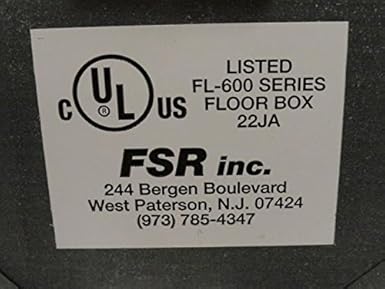 C UL ® US
LISTED
FL-600 SERIES
FLOOR BOX
22JA
FSR inc.
244 Bergen Boulevard
West Paterson, N.J. 07424
(973) 785-4347